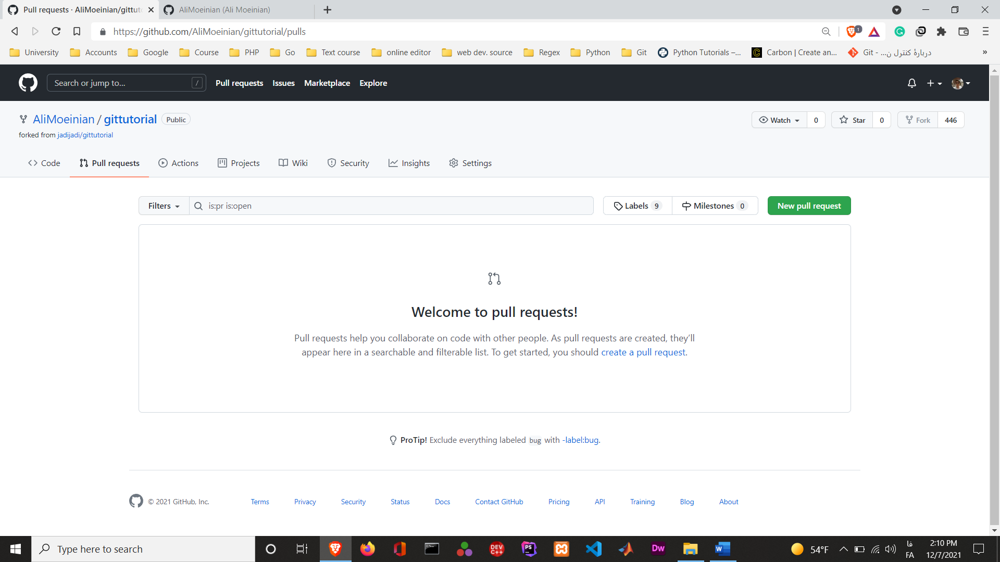 Pull requests · AliMoeinian/gittut
AliMoeinian (Ali Moeinian)
https://github.com/AliMoeinian/gittutorial/pulls
1
University
Accounts
Google
Course
PHP
Go
Text course
online editor
web dev. source
Regex
Python
Git
Python Tutorials –...
Carbon | Create an...
Git - ...دربارهٔ کنترل ن
»
Search or jump to...
/
Pull requests
Issues
Marketplace
Explore
AliMoeinian / gittutorial
Public
Watch
0
Star
0
Fork
446
forked from jadijadi/gittutorial
Code
Pull requests
Actions
Projects
Wiki
Security
Insights
Settings
Filters
is:pr is:open
Labels 9
Milestones 0
New pull request
Welcome to pull requests!
Pull requests help you collaborate on code with other people. As pull requests are created, they’ll
appear here in a searchable and filterable list. To get started, you should create a pull request.
ProTip! Exclude everything labeled bug with -label:bug.
© 2021 GitHub, Inc.
Terms
Privacy
Security
Status
Docs
Contact GitHub
Pricing
API
Training
Blog
About
Type here to search
DEV
C++
PS
Dw
W
54°F
فا
FA
2:10 PM
12/7/2021